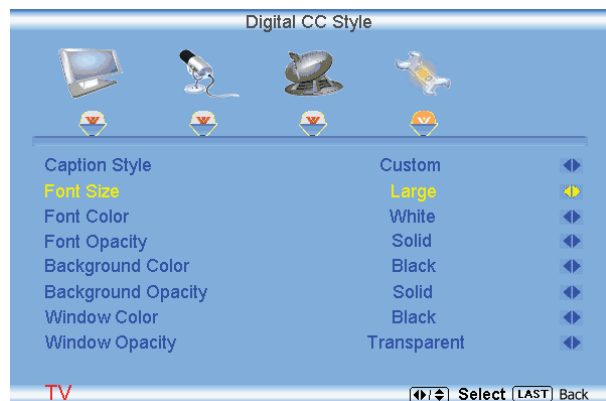 Digital CC Style
Caption Style Custom
Font Size Large
Font Color White
Font Opacity Solid
Background Color Black
Background Opacity Solid
Window Color Black
Window Opacity Transparent
TV Select LAST Back